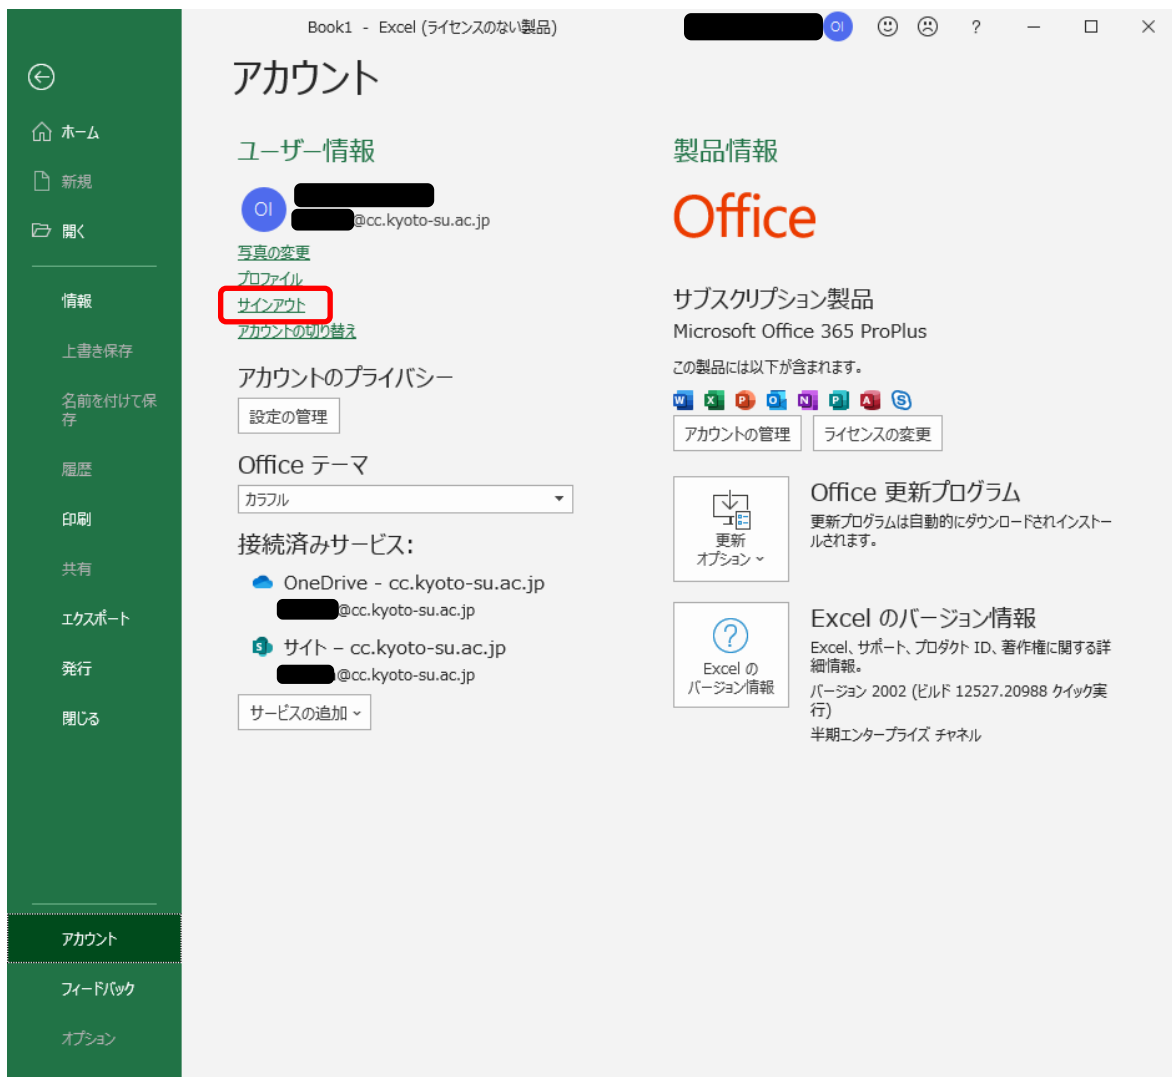 Book1 - Excel (ライセンスのない製品)
OI
?
アカウント
ホーム
新規
開く
情報
上書き保存
名前を付けて保
存
履歴
印刷
共有
エクスポート
発行
閉じる
アカウント
フィードバック
オプション
ユーザー情報
OI
@cc.kyoto-su.ac.jp
写真の変更
プロファイル
サインアウト
アカウントの切り替え
アカウントのプライバシー
設定の管理
Office テーマ
カラフル
接続済みサービス:
OneDrive - cc.kyoto-su.ac.jp
@cc.kyoto-su.ac.jp
サイト – cc.kyoto-su.ac.jp
@cc.kyoto-su.ac.jp
サービスの追加
製品情報
Office
サブスクリプション製品
Microsoft Office 365 ProPlus
この製品には以下が含まれます。
アカウントの管理
ライセンスの変更
更新
オプション
Office 更新プログラム
更新プログラムは自動的にダウンロードされインストー
ルされます。
?
Excel の
バージョン情報
Excel のバージョン情報
Excel、サポート、プロダクト ID、著作権に関する詳
細情報。
バージョン 2002 (ビルド 12527.20988 クイック実
行)
半期エンタープライズ チャネル